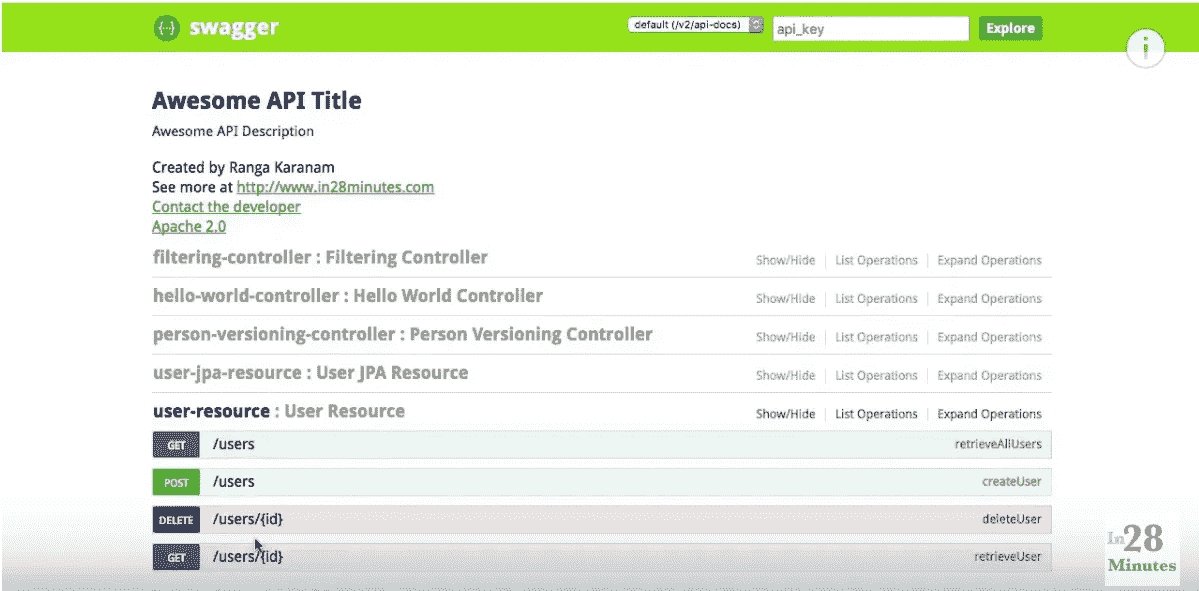 {...} swagger default (/v2/api-docs) api_key Explore
i
Awesome API Title
Awesome API Description
Created by Ranga Karanam
See more at http://www.in28minutes.com
Contact the developer
Apache 2.0
filtering-controller : Filtering Controller Show/Hide List Operations Expand Operations
hello-world-controller : Hello World Controller Show/Hide List Operations Expand Operations
person-versioning-controller : Person Versioning Controller Show/Hide List Operations Expand Operations
user-jpa-resource : User JPA Resource Show/Hide List Operations Expand Operations
user-resource : User Resource Show/Hide List Operations Expand Operations
GET /users retrieveAllUsers
POST /users createUser
DELETE /users/{id} deleteUser
GET /users/{id} retrieveUser
In28
Minutes